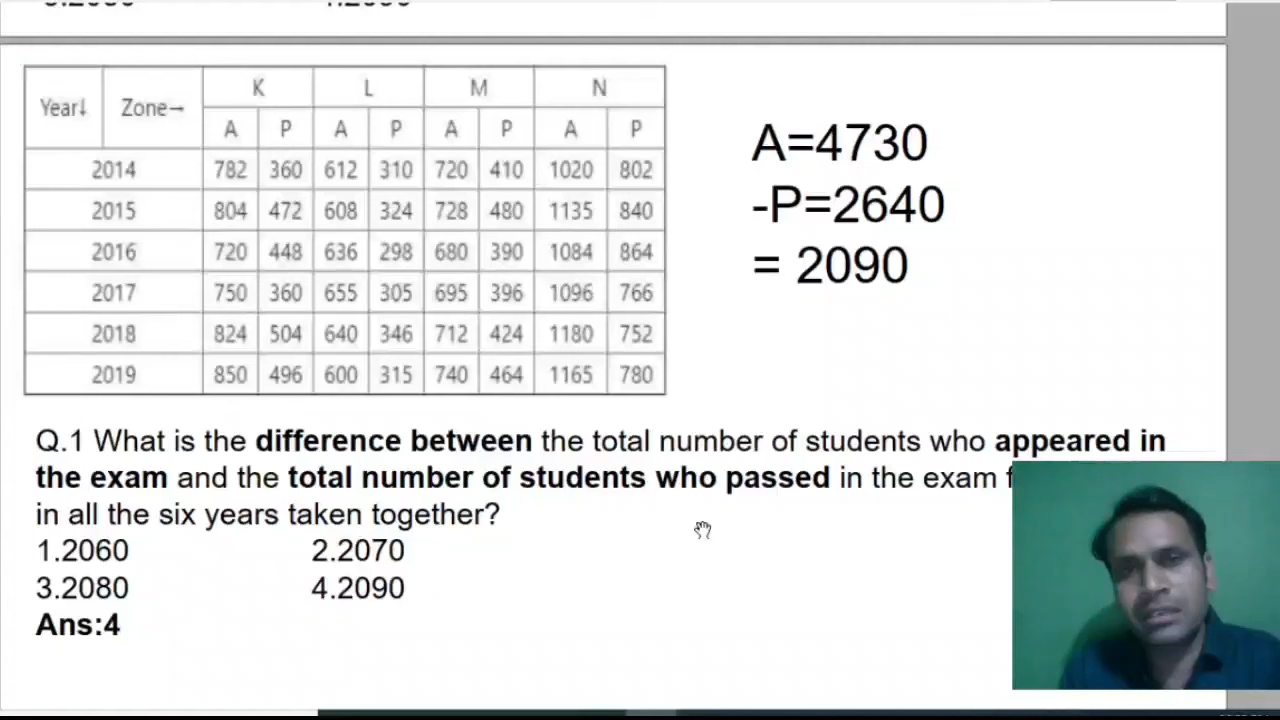 Year↓ Zone→ K L M N
A P A P A P A P
2014 782 360 612 310 720 410 1020 802
2015 804 472 608 324 728 480 1135 840
2016 720 448 636 298 680 390 1084 864
2017 750 360 655 305 695 396 1096 766
2018 824 504 640 346 712 424 1180 752
2019 850 496 600 315 740 464 1165 780
A=4730
-P=2640
= 2090
Q.1 What is the difference between the total number of students who appeared in
the exam and the total number of students who passed in the exam
in all the six years taken together?
1.2060 2.2070
3.2080 4.2090
Ans:4